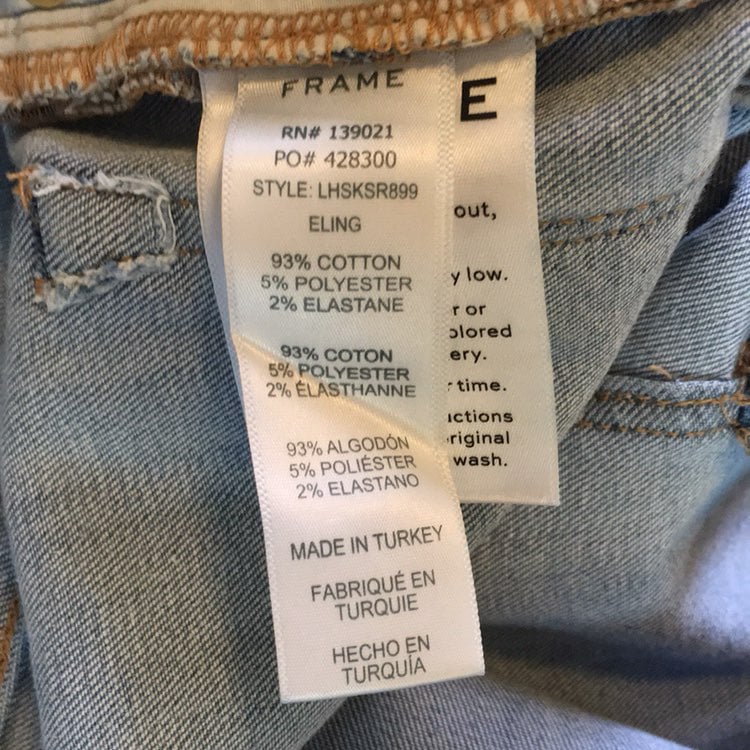 FRAME
RN# 139021
PO# 428300
STYLE: LHSKSR899
ELING
93% COTTON
5% POLYESTER
2% ELASTANE
93% COTON
5% POLYESTER
2% ÉLASTHANNE
93% ALGODÓN
5% POLIÉSTER
2% ELASTANO
MADE IN TURKEY
FABRIQUÉ EN
TURQUIE
HECHO EN
TURQUÍA
E
out,
y low.
r or
olored
ery.
time.
uctions
original
wash.